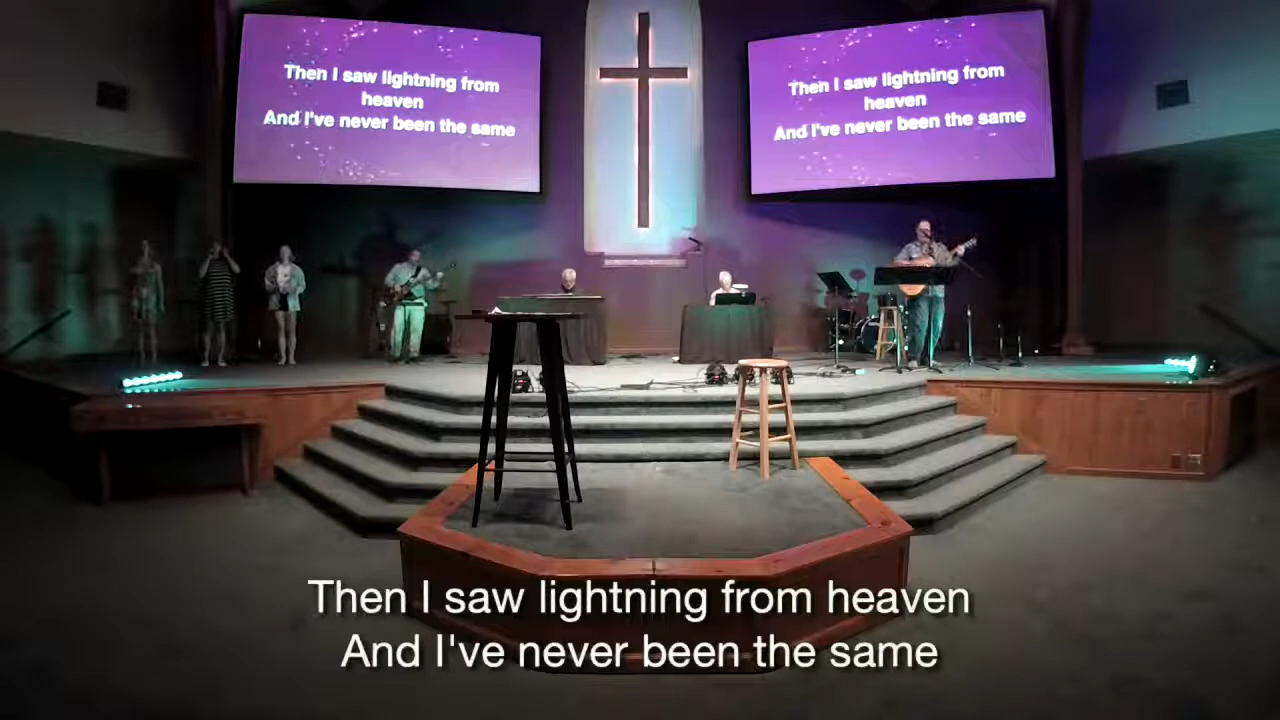 Then I saw lightning from
heaven
And I've never been the same
Then I saw lightning from
heaven
And I've never been the same
Then I saw lightning from heaven
And I've never been the same